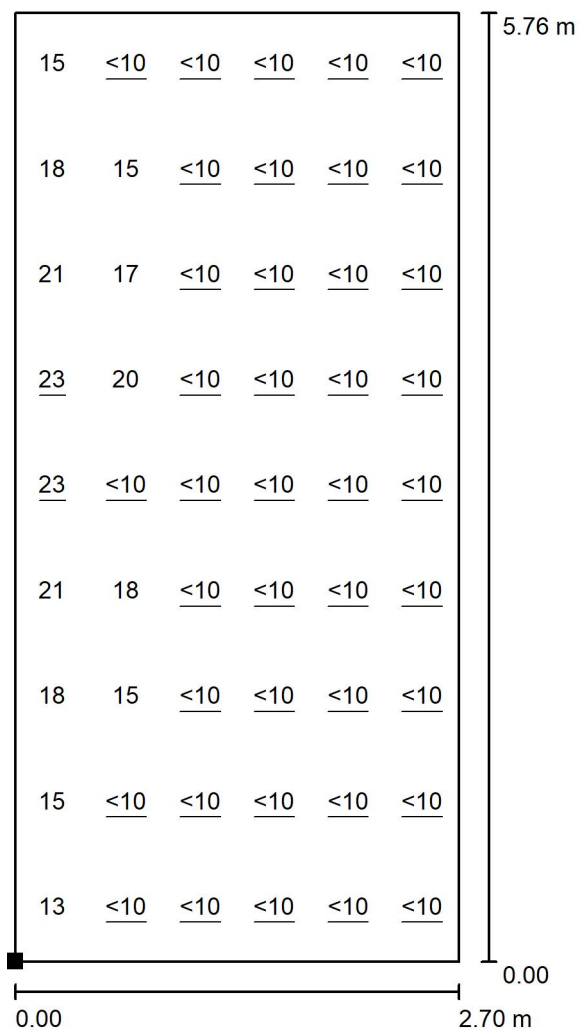 5.76 m
15 <10 <10 <10 <10 <10
18 15 <10 <10 <10 <10
21 17 <10 <10 <10 <10
23 20 <10 <10 <10 <10
23 <10 <10 <10 <10 <10
21 18 <10 <10 <10 <10
18 15 <10 <10 <10 <10
15 <10 <10 <10 <10 <10
13 <10 <10 <10 <10 <10
0.00
0.00 2.70 m